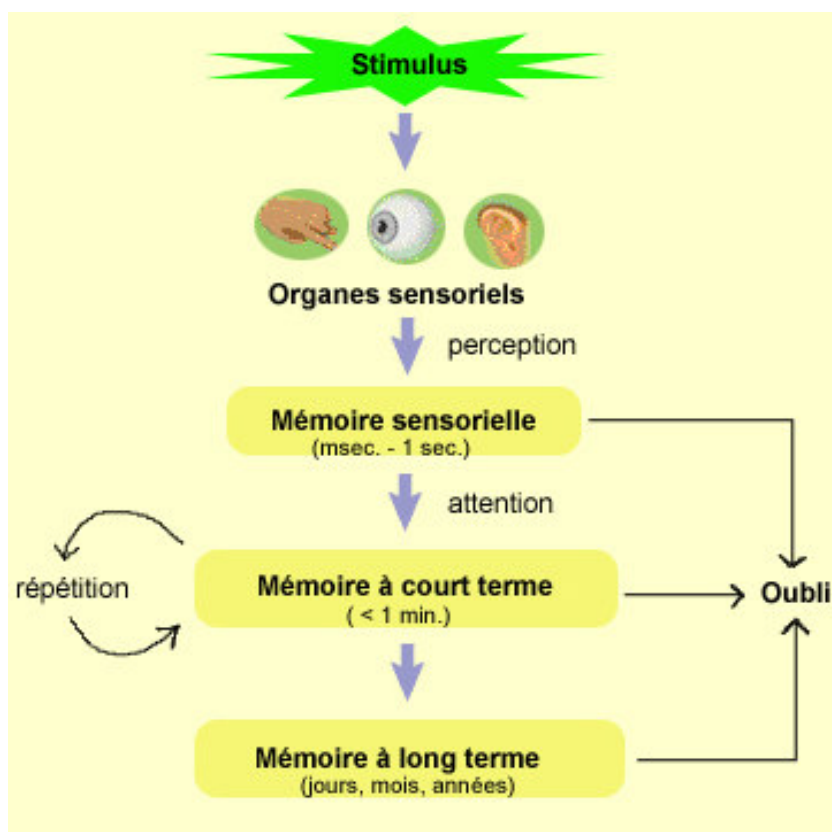 Stimulus
Organes sensoriels
perception
Mémoire sensorielle
(msec. - 1 sec.)
attention
répétition
Mémoire à court terme
( < 1 min.)
Oubli
Mémoire à long terme
(jours, mois, années)